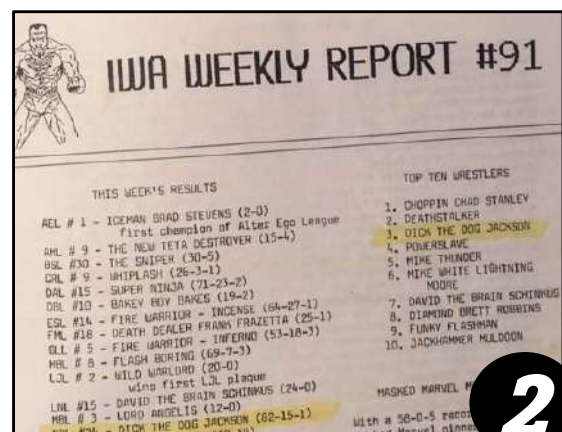 IWA WEEKLY REPORT #91
THIS WEEK'S RESULTS
AEL # 1 - ICEMAN BRAD STEVENS (2-0)
first champion of Alter Ego League
AHL # 9 - THE NEW TETA DESTROYER (15-4)
BSL #30 - THE SNIPER (30-5)
CRL # 9 - WHIPLASH (26-3-1)
DAL #15 - SUPER NINJA (71-23-2)
DBL #10 - BAKEY BOY BAKES (19-2)
ESL #14 - FIRE WARRIOR - INCENSE (64-27-1)
FML #18 - DEATH DEALER FRANK FRAZETTA (25-1)
GLL # 5 - FIRE WARRIOR - INFERNO (53-18-3)
HBL # 8 - FLASH BORING (69-7-3)
LJL # 2 - WILD WARLORD (20-0)
wins first LJL plaque
LNL #15 - DAVID THE BRAIN SCHINKUS (24-0)
MBL # 3 - LORD ANGELIS (12-0)
#24 - DICK THE DOG JACKSON (62-15-1)
TOP TEN WRESTLERS
1. CHOPPIN CHAD STANLEY
2. DEATHSTALKER
3. DICK THE DOG JACKSON
4. POWERSLAVE
5. MIKE THUNDER
6. MIKE WHITE LIGHTNING
MOORE
7. DAVID THE BRAIN SCHINKUS
8. DIAMOND BRETT ROBBINS
9. FUNKY FLASHMAN
10. JACKHAMMER MULDOON
MASKED MARVEL
With a 58-0-5
Marvel
2